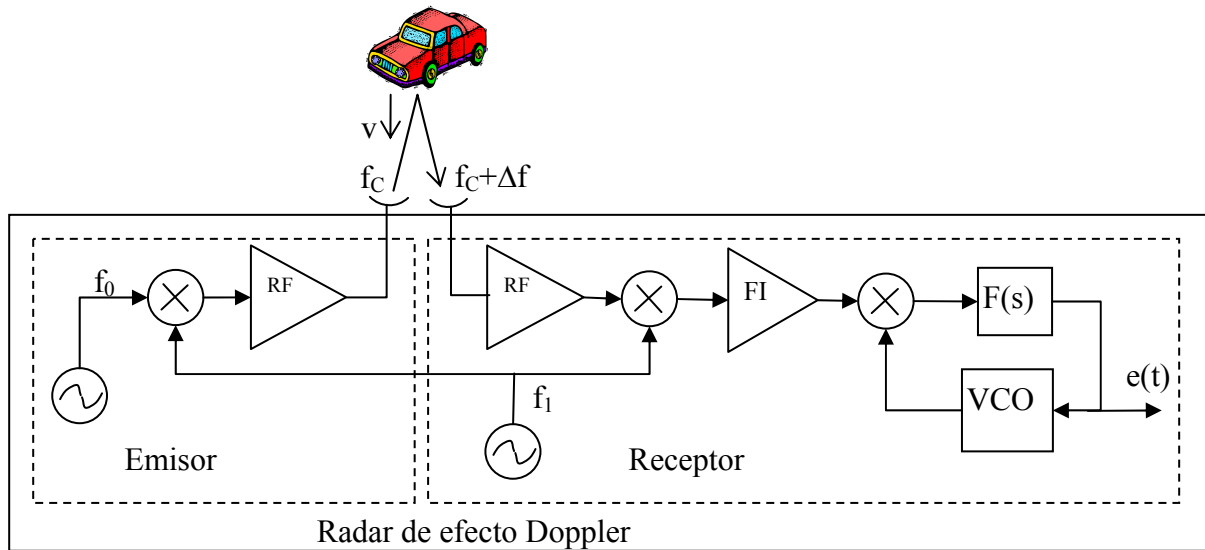 v
f_C
f_C+Δf
f_0
RF
RF
FI
F(s)
f_1
VCO
e(t)
Emisor
Receptor
Radar de efecto Doppler